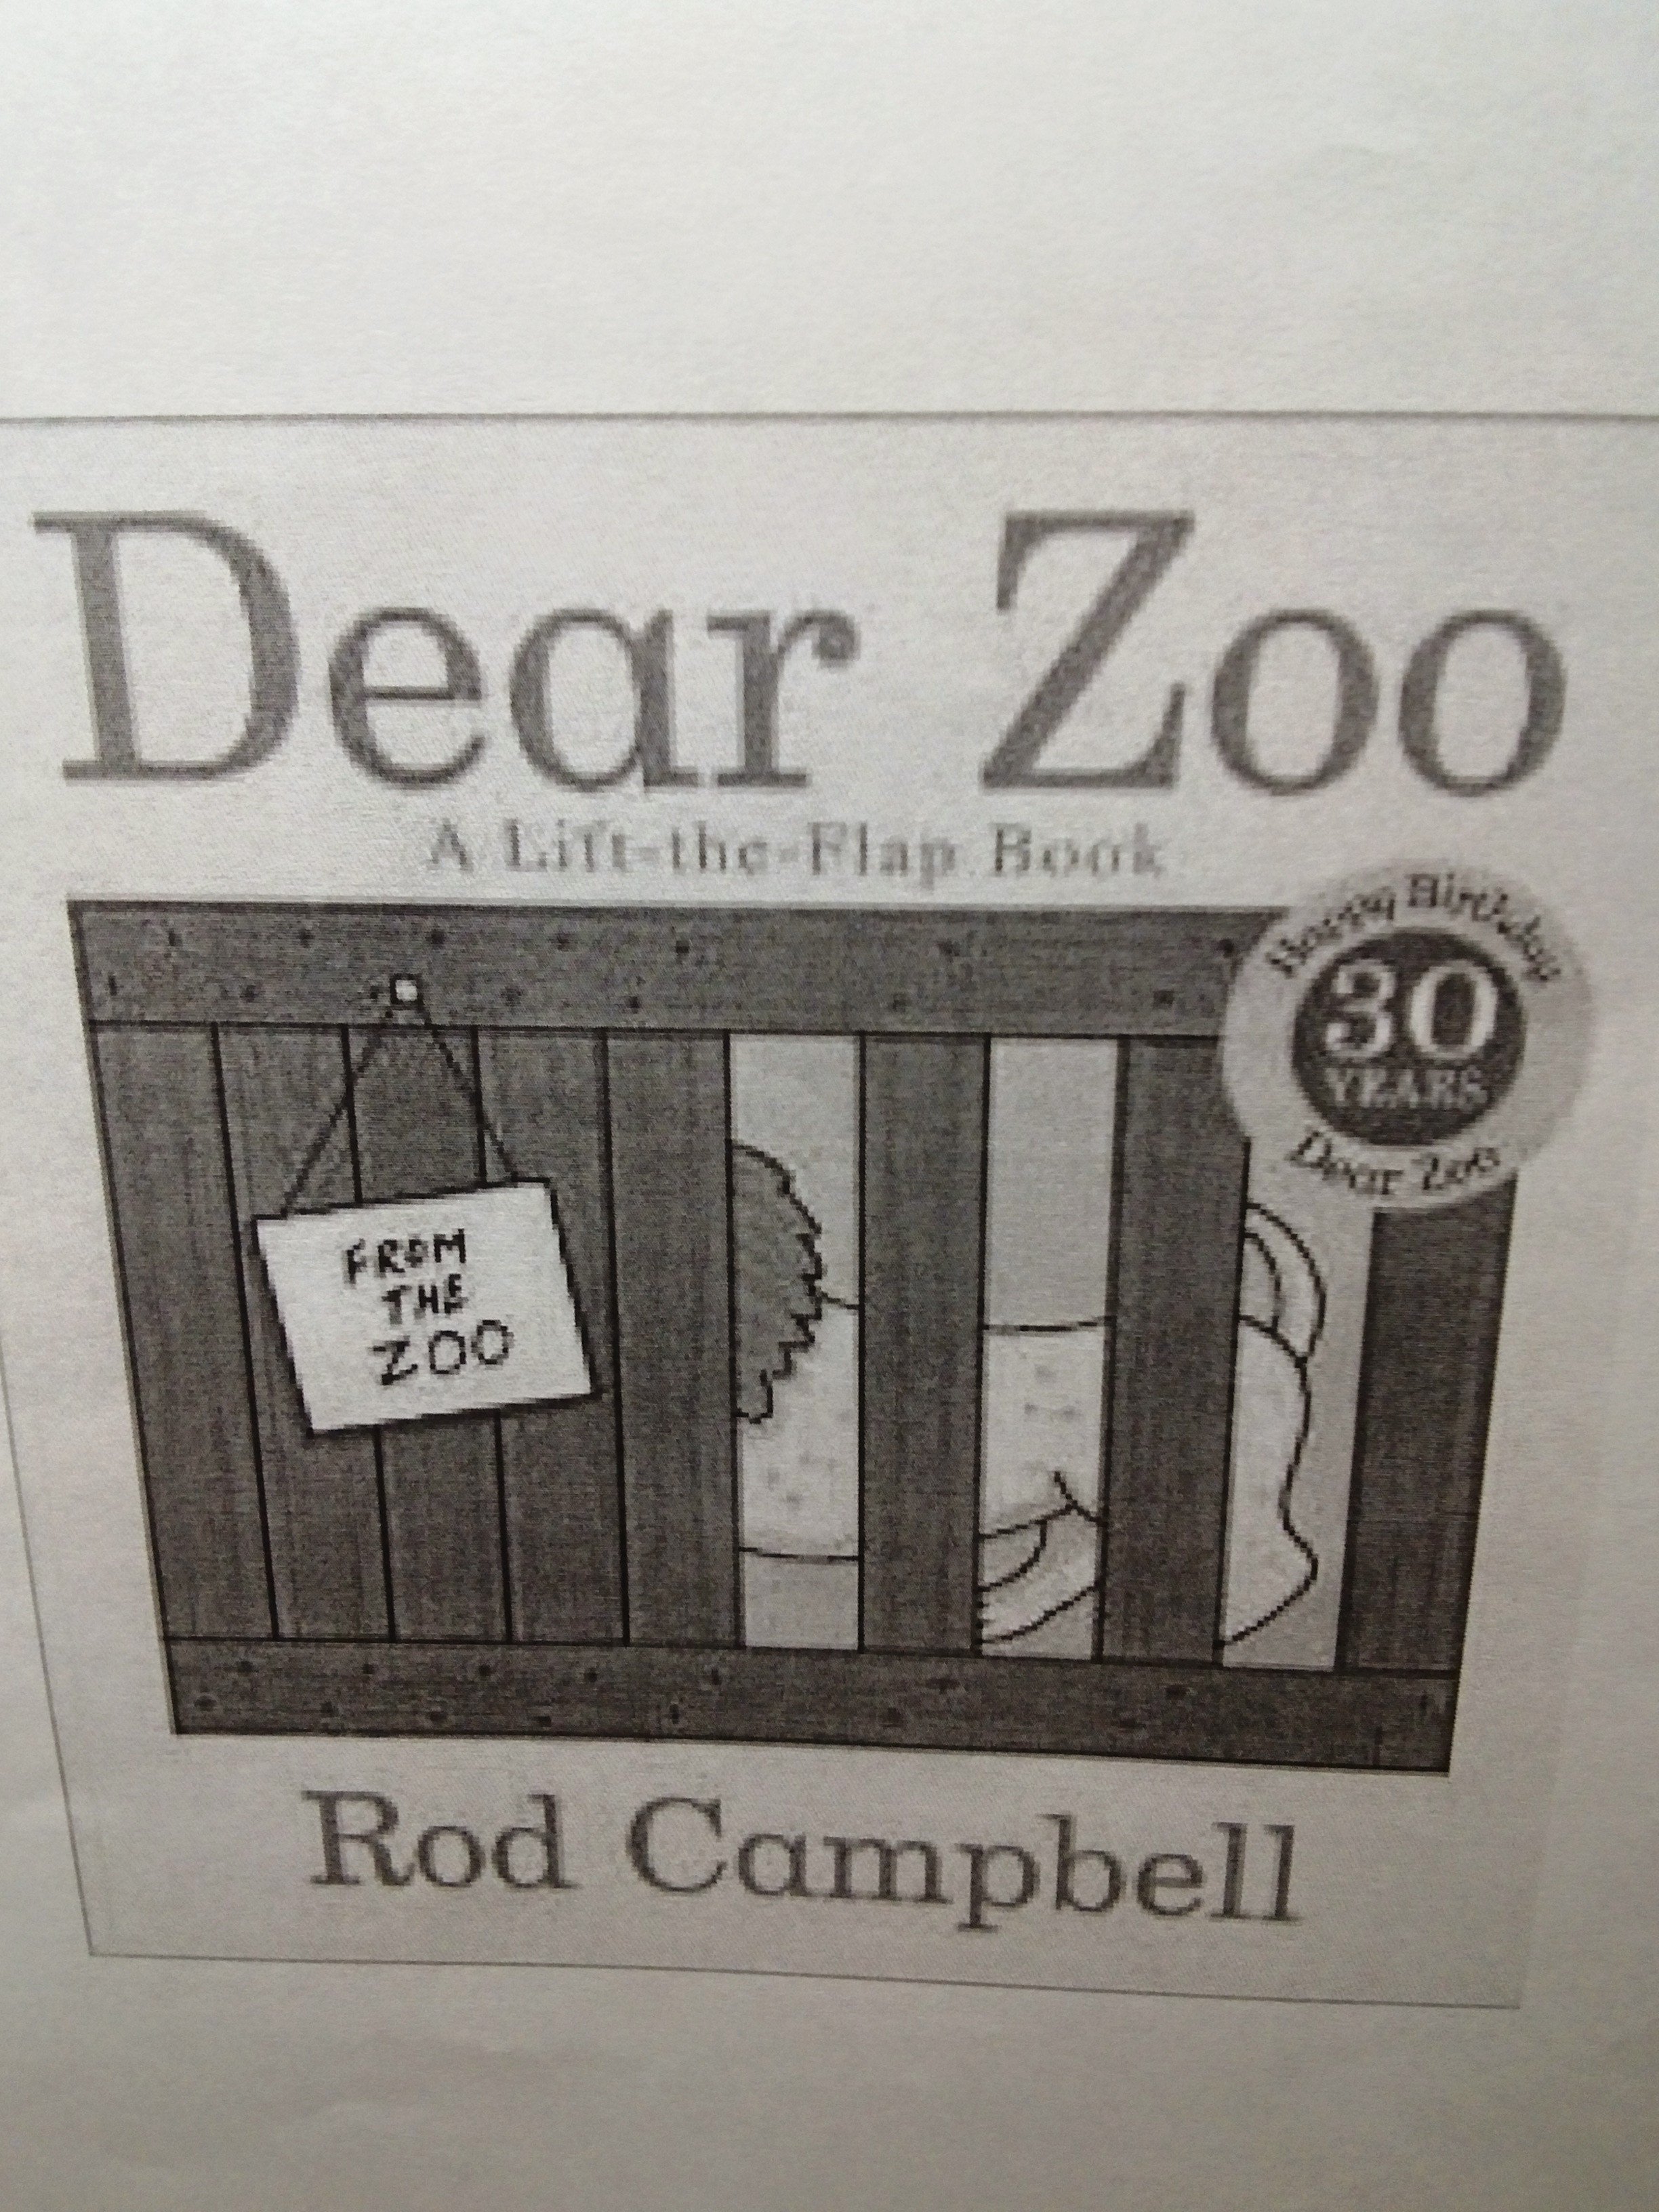 Dear Zoo
A Lift-the-Flap Book
Happy Birthday
30
YEARS
Dear Zoo
FROM
THE
ZOO
Rod Campbell